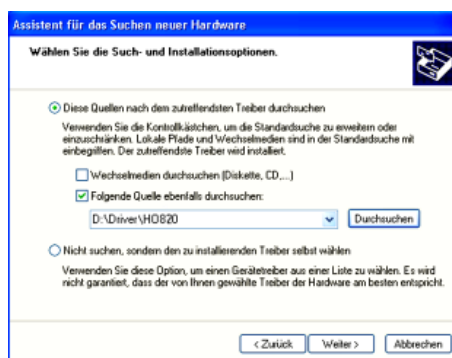 Assistent für das Suchen neuer Hardware
Wählen Sie die Such- und Installationsoptionen.
Diese Quellen nach dem zutreffendsten Treiber durchsuchen
Verwenden Sie die Kontrollkästchen, um die Standardsuche zu erweitern oder
einzuschränken. Lokale Pfade und Wechselmedien sind in der Standardsuche mit
einbegriffen. Der zutreffendste Treiber wird installiert.
Wechselmedien durchsuchen (Diskette, CD,...)
Folgende Quelle ebenfalls durchsuchen:
D:\Driver\HO820
Durchsuchen
Nicht suchen, sondern den zu installierenden Treiber selbst wählen
Verwenden Sie diese Option, um einen Gerätetreiber aus einer Liste zu wählen. Es wird
nicht garantiert, dass der von Ihnen gewählte Treiber der Hardware am besten entspricht.
< Zurück Weiter > Abbrechen